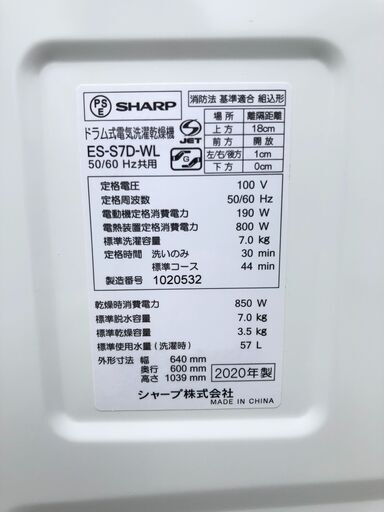 PSE SHARP
ドラム式電気洗濯乾燥機
ES-S7D-WL
50/60 Hz共用
JET
消防法 基準適合 組込形
場所 離隔距離
上方 18cm
前方 開放
左/右/後方 1cm
下方 0cm
定格電圧 100 V
定格周波数 50/60 Hz
電動機定格消費電力 190 W
電熱装置定格消費電力 800 W
標準洗濯容量 7.0 kg
定格時間 洗いのみ 30 min
標準コース 44 min
製造番号 1020532
乾燥時消費電力 850 W
標準脱水容量 7.0 kg
標準乾燥容量 3.5 kg
標準使用水量(洗濯時) 57 L
外形寸法 幅 640 mm
奥行 600 mm
高さ 1039 mm
2020年製
シャープ株式会社
MADE IN CHINA